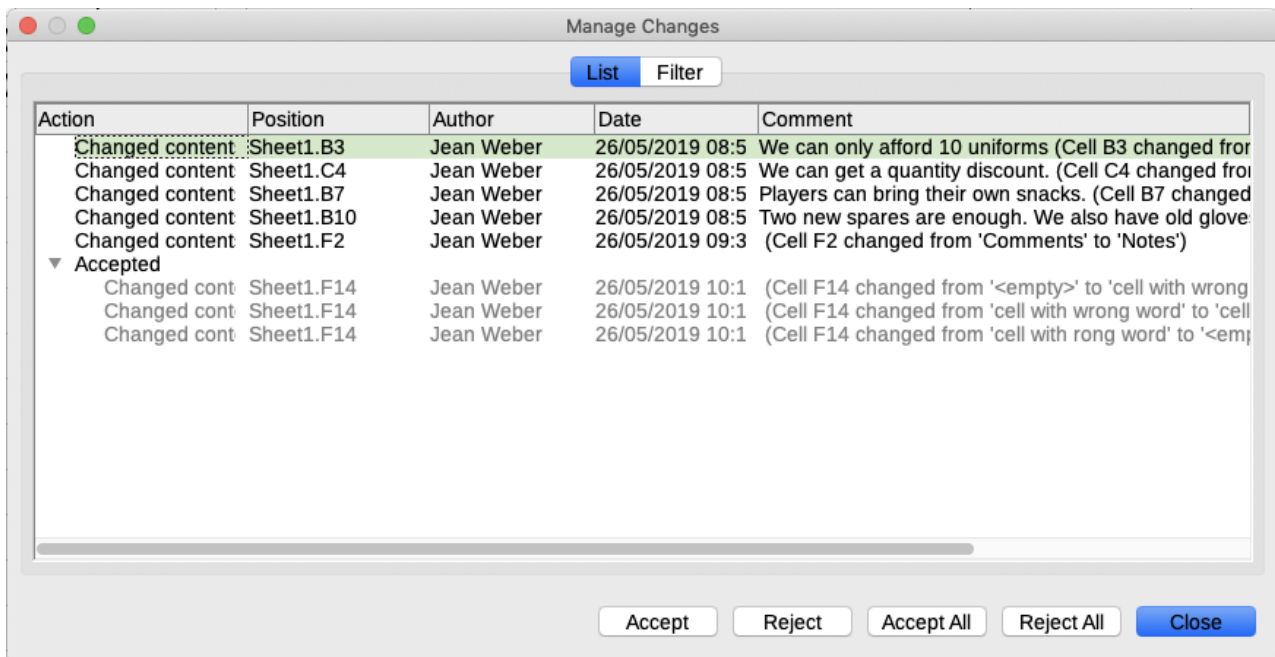 Manage Changes
List Filter
Action Position Author Date Comment
Changed content Sheet1.B3 Jean Weber 26/05/2019 08:5 We can only afford 10 uniforms (Cell B3 changed
Changed content Sheet1.C4 Jean Weber 26/05/2019 08:5 We can get a quantity discount. (Cell C4 changed
Changed content Sheet1.B7 Jean Weber 26/05/2019 08:5 Players can bring their own snacks. (Cell B7 changed
Changed content Sheet1.B10 Jean Weber 26/05/2019 08:5 Two new spares are enough. We also have old glove
Changed content Sheet1.F2 Jean Weber 26/05/2019 09:3 (Cell F2 changed from 'Comments' to 'Notes')
Accepted
Changed cont Sheet1.F14 Jean Weber 26/05/2019 10:1 (Cell F14 changed from '<empty>' to 'cell with wrong
Changed cont Sheet1.F14 Jean Weber 26/05/2019 10:1 (Cell F14 changed from 'cell with wrong word' to 'cell
Changed cont Sheet1.F14 Jean Weber 26/05/2019 10:1 (Cell F14 changed from 'cell with rong word' to '<em
Accept Reject Accept All Reject All Close